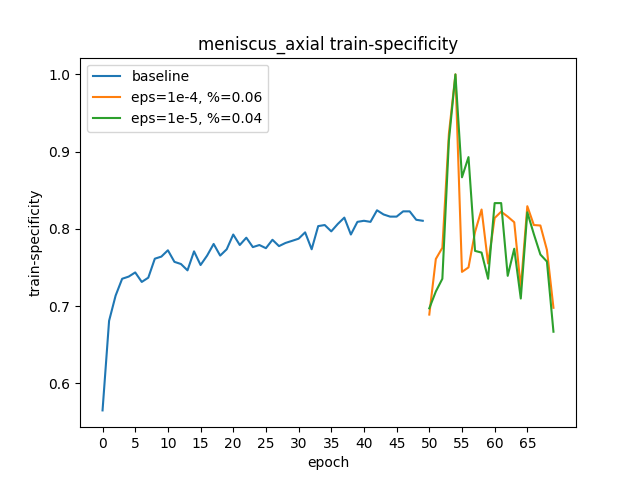 meniscus_axial train-specificity
baseline
eps=1e-4, %=0.06
eps=1e-5, %=0.04
train-specificity
1.0
0.9
0.8
0.7
0.6
0 5 10 15 20 25 30 35 40 45 50 55 60 65
epoch